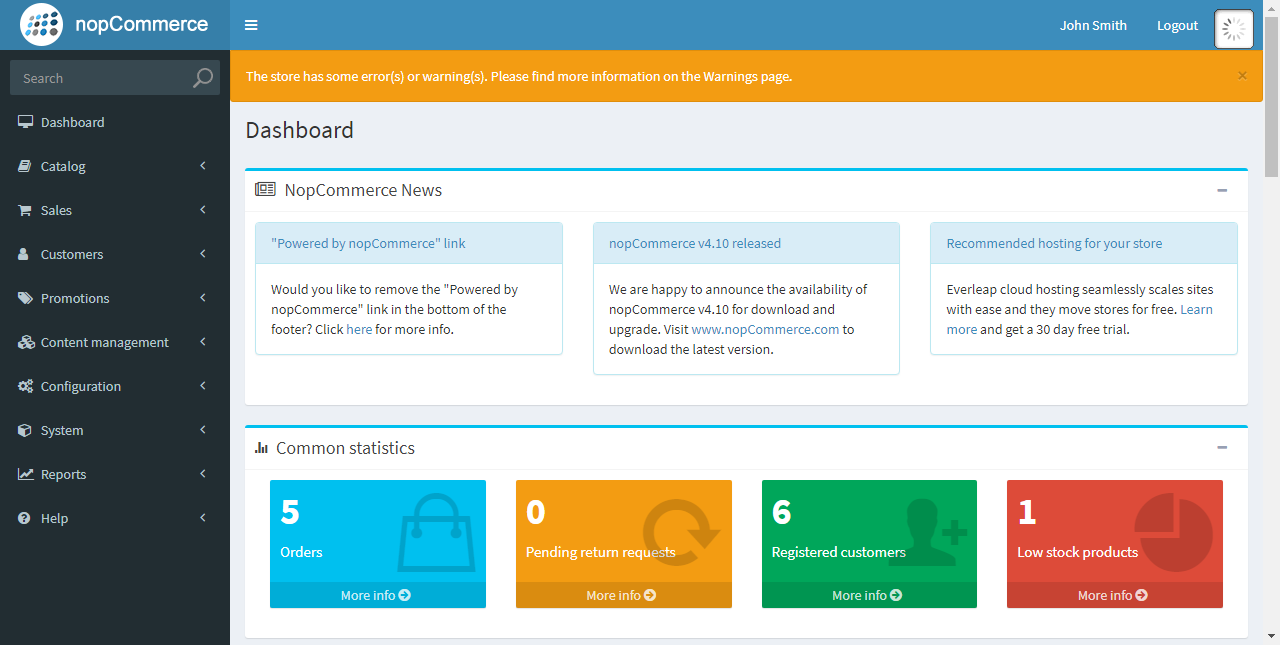 nopCommerce
John Smith
Logout
Search
The store has some error(s) or warning(s). Please find more information on the Warnings page.
×
Dashboard
Catalog
Sales
Customers
Promotions
Content management
Configuration
System
Reports
Help
Dashboard
NopCommerce News
"Powered by nopCommerce" link
Would you like to remove the "Powered by
nopCommerce" link in the bottom of the
footer? Click here for more info.
nopCommerce v4.10 released
We are happy to announce the availability of
nopCommerce v4.10 for download and
upgrade. Visit www.nopCommerce.com to
download the latest version.
Recommended hosting for your store
Everleap cloud hosting seamlessly scales sites
with ease and they move stores for free. Learn
more and get a 30 day free trial.
Common statistics
5
Orders
More info
0
Pending return requests
More info
6
Registered customers
More info
1
Low stock products
More info